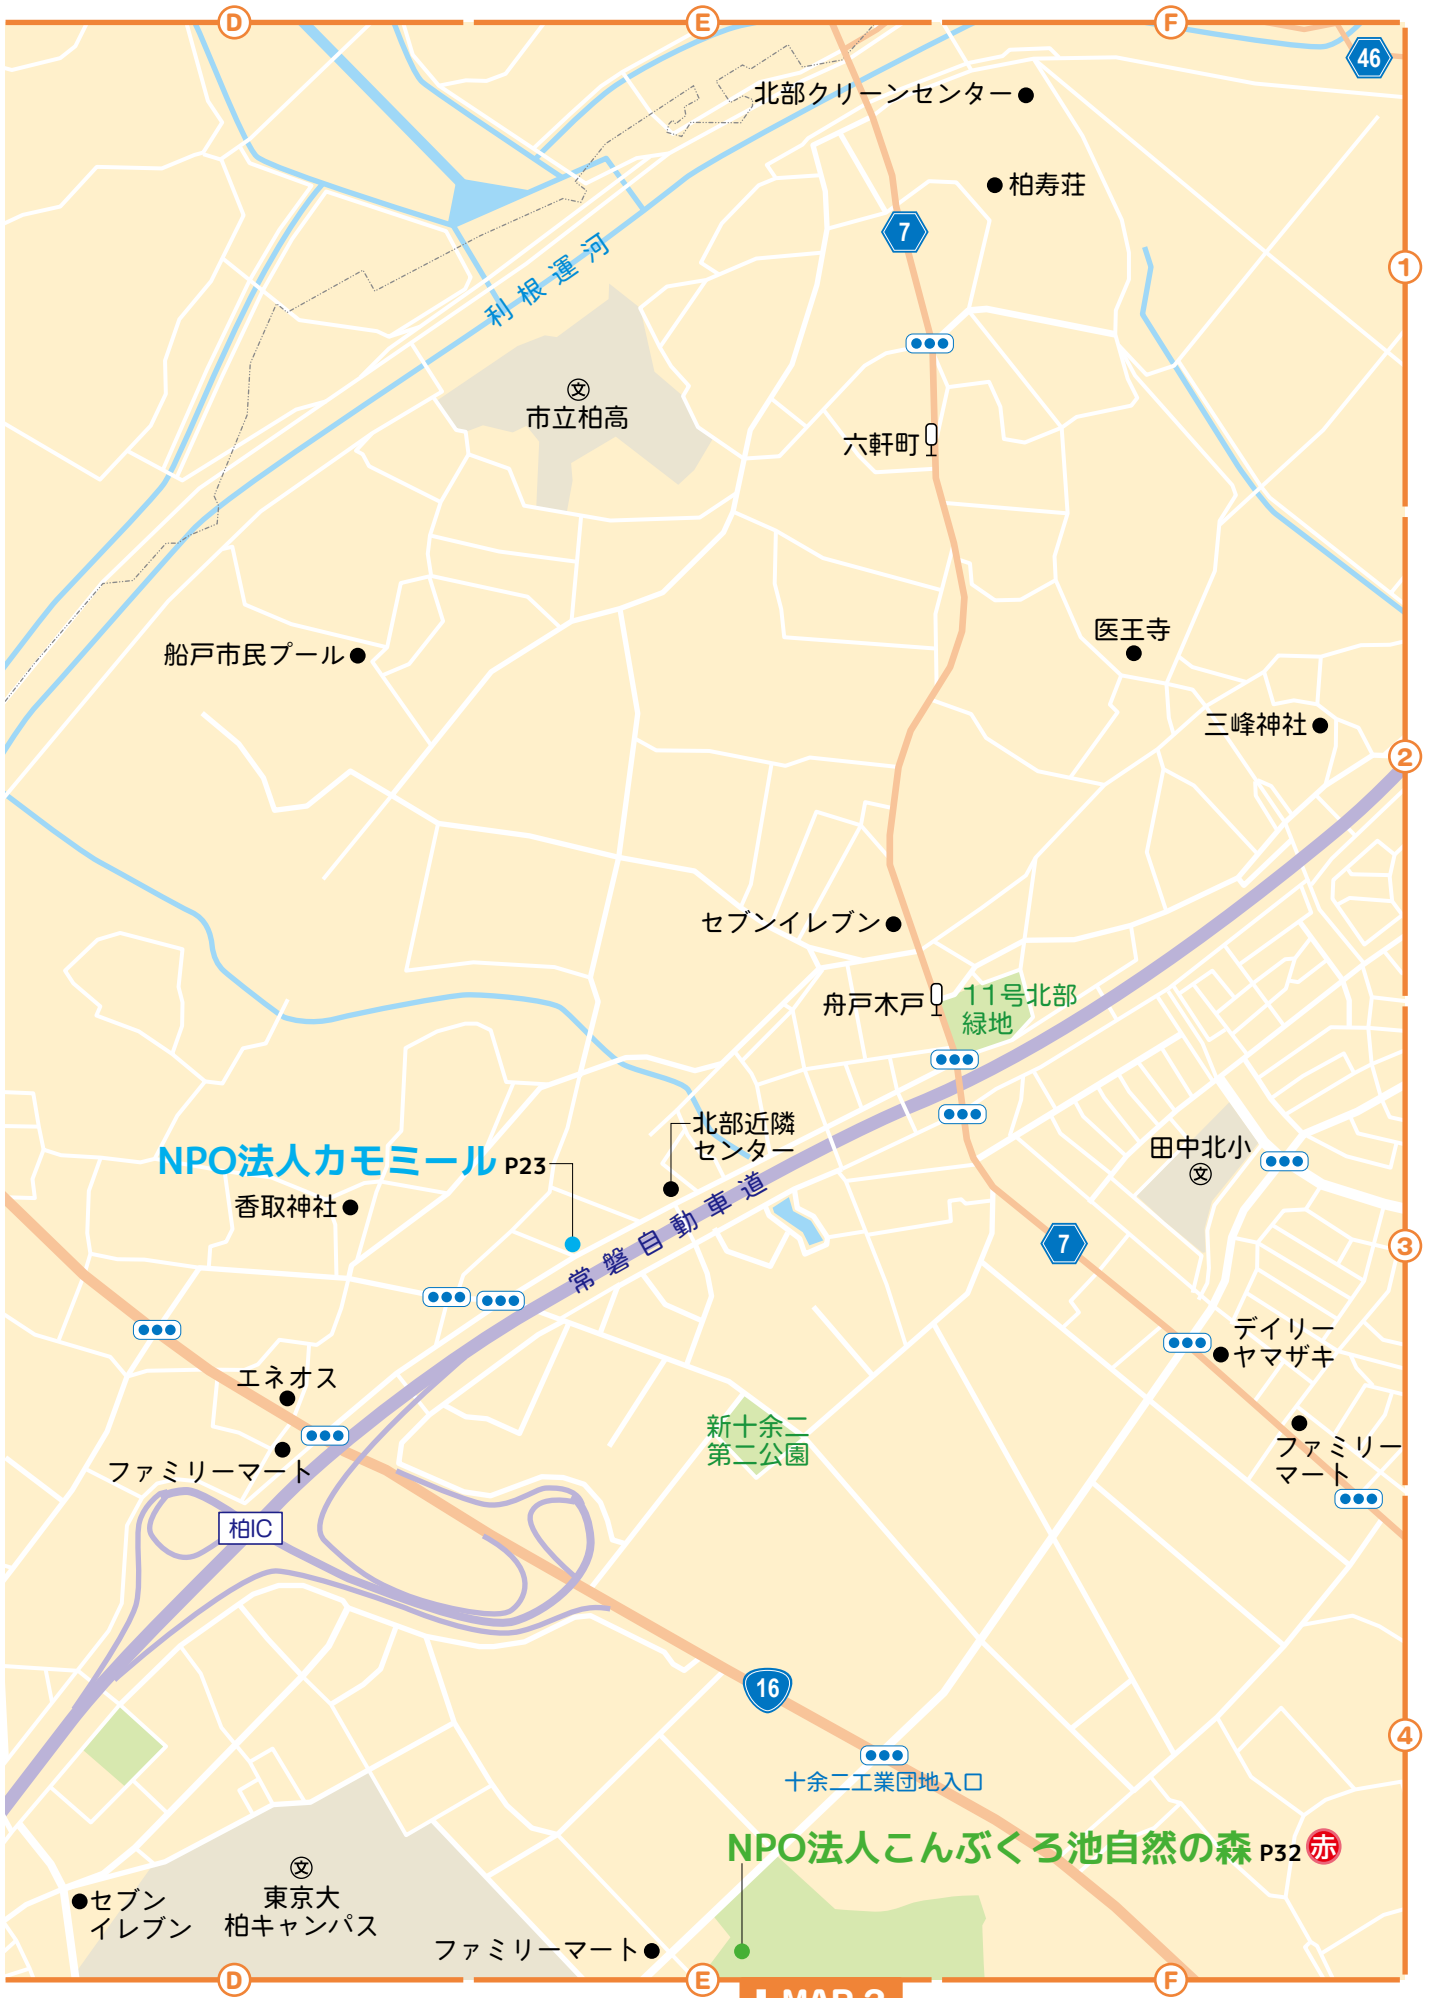 D
E
F
46
北部クリーンセンター
柏寿荘
7
1
利根運河
市立柏高
六軒町
医王寺
船戸市民プール
三峰神社
2
セブンイレブン
舟戸木戸
11号北部
緑地
北部近隣
センター
田中北小
NPO法人カモミール P23
香取神社
常磐自動車道
7
3
デイリー
ヤマザキ
エネオス
新十余二
第二公園
ファミリー
マート
ファミリーマート
柏IC
16
4
十余二工業団地入口
NPO法人こんぶくろ池自然の森 P32 赤
文
文
文
東京大
柏キャンパス
セブン
イレブン
ファミリーマート
D
E
F